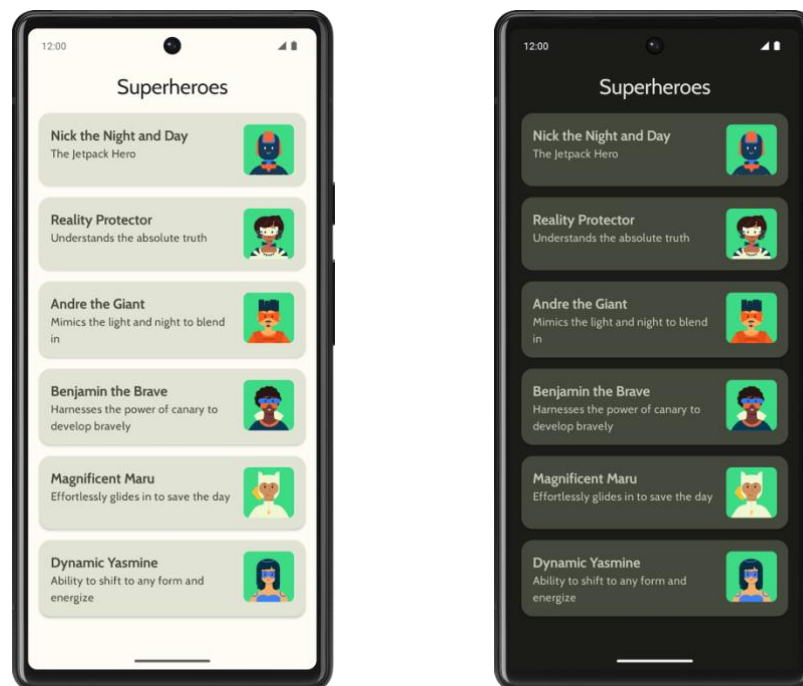 12:00
Superheroes
Nick the Night and Day
The Jetpack Hero
Reality Protector
Understands the absolute truth
Andre the Giant
Mimics the light and night to blend
in
Benjamin the Brave
Harnesses the power of canary to
develop bravely
Magnificent Maru
Effortlessly glides in to save the day
Dynamic Yasmine
Ability to shift to any form and
energize
12:00
Superheroes
Nick the Night and Day
The Jetpack Hero
Reality Protector
Understands the absolute truth
Andre the Giant
Mimics the light and night to blend
in
Benjamin the Brave
Harnesses the power of canary to
develop bravely
Magnificent Maru
Effortlessly glides in to save the day
Dynamic Yasmine
Ability to shift to any form and
energize